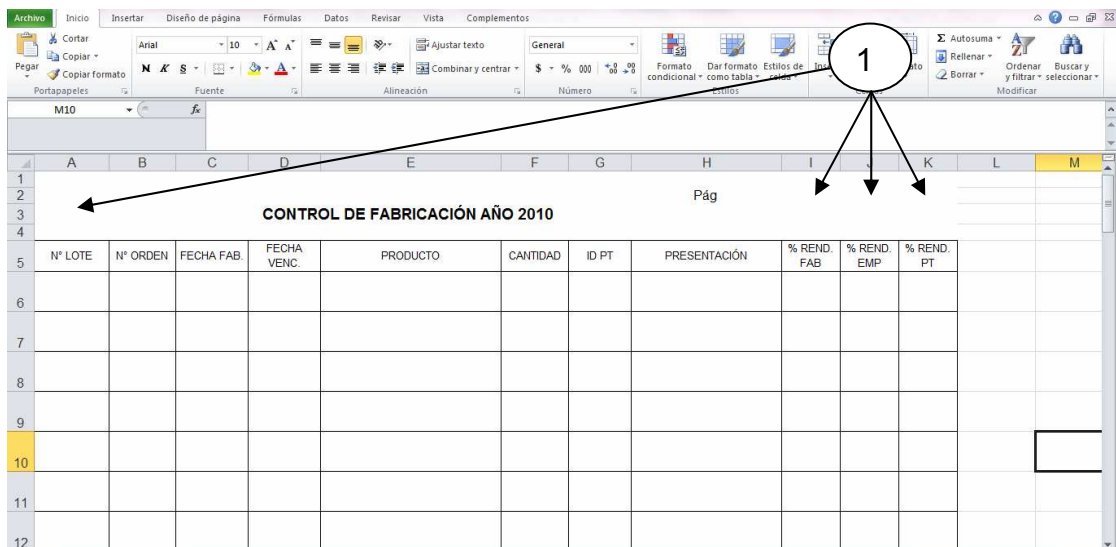 Archivo Inicio Insertar Diseño de página Fórmulas Datos Revisar Vista Complementos
Cortar
Copiar
Copiar formato
Pegar
Portapapeles
Arial 10
N K S
Fuente
Ajustar texto
Combinar y centrar
Alineación
General
$ % 000
Número
Formato condicional
Dar formato como tabla
Estilos de celda
Estilos
1
Σ Autosuma
Rellenar
Borrar
Ordenar y filtrar
Buscar y seleccionar
Modificar
M10 fx
A B C D E F G H I J K L M
1
2 Pág
3 CONTROL DE FABRICACIÓN AÑO 2010
4
5 N° LOTE N° ORDEN FECHA FAB. FECHA VENC. PRODUCTO CANTIDAD ID PT PRESENTACIÓN % REND. FAB % REND. EMP % REND. PT
6
7
8
9
10
11
12